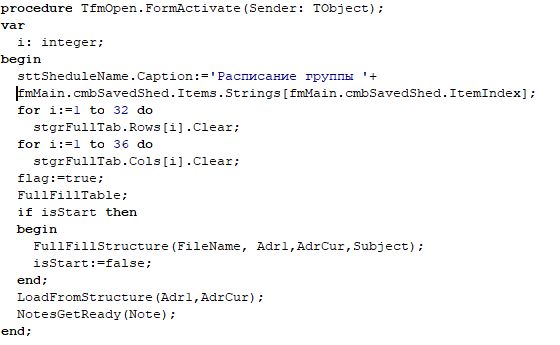 procedure TfmOpen.FormActivate(Sender: TObject);
var
  i: integer;
begin
  sttSheduleName.Caption:='Расписание группы '+
  fmMain.cmbSavedShed.Items.Strings[fmMain.cmbSavedShed.ItemIndex];
  for i:=1 to 32 do
    stgrFullTab.Rows[i].Clear;
  for i:=1 to 36 do
    stgrFullTab.Cols[i].Clear;
  flag:=true;
  FullFillTable;
  if isStart then
  begin
    FullFillStructure(FileName, Adr1,AdrCur,Subject);
    isStart:=false;
  end;
  LoadFromStructure(Adr1,AdrCur);
  NotesGetReady(Note);
end;